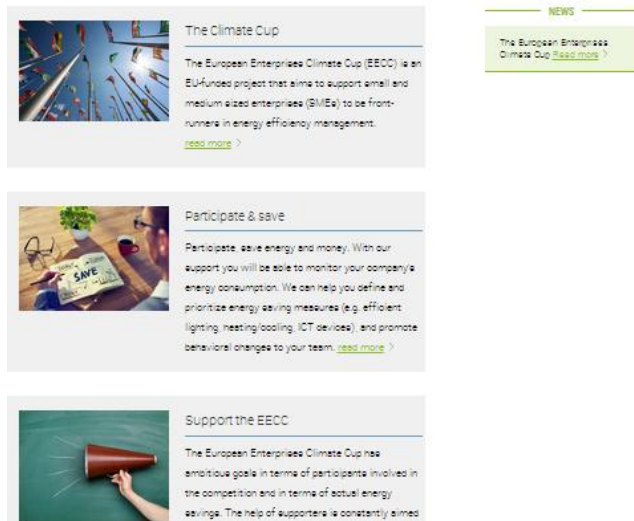 The Climate Cup
The European Enterprises Climate Cup (EECC) is an
EU-funded project that aims to support small and
medium sized enterprises (SMEs) to be front-
runners in energy efficiency management.
read more >
Participate & save
Participate, save energy and money. With our
support you will be able to monitor your company's
energy consumption. We can help you define and
prioritize energy saving measures (e.g. efficient
lighting, heating/cooling, ICT devices), and promote
behavioral changes to your team. read more >
SAVE
Support the EECC
The European Enterprises Climate Cup has
ambitious goals in terms of participants involved in
the competition and in terms of actual energy
savings. The help of supporters is constantly aimed
NEWS
The European Enterprises
Climate Cup Read more >